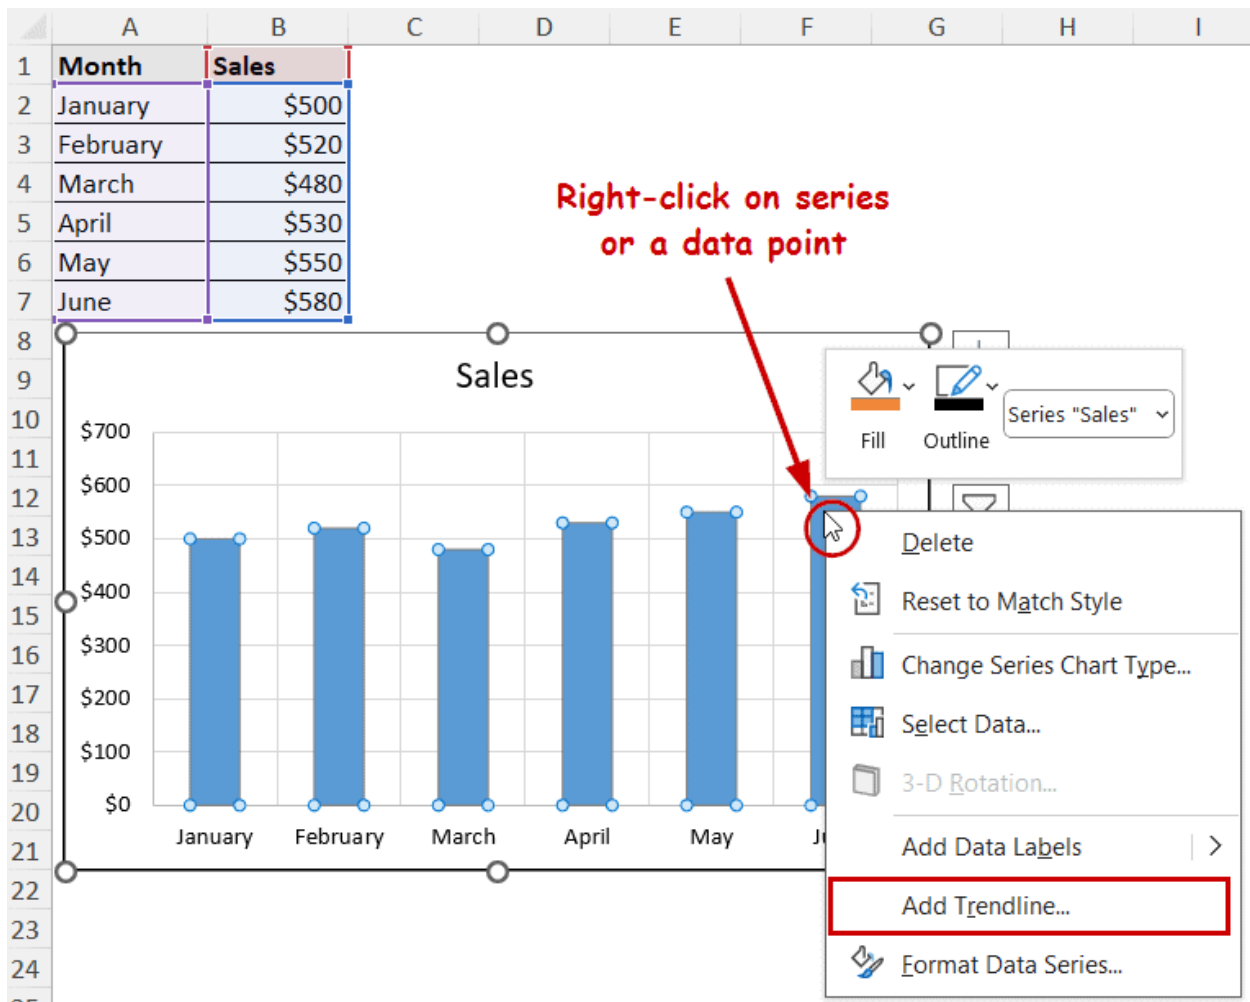 A B C D E F G H I
1 Month Sales
2 January $500
3 February $520
4 March $480
5 April $530
6 May $550
7 June $580
Right-click on series
or a data point
8
9
10
11
12
13
14
15
16
17
18
19
20
21
22
23
24
Sales
$700
$600
$500
$400
$300
$200
$100
$0
January February March April May
Fill Outline Series "Sales"
Delete
Reset to Match Style
Change Series Chart Type...
Select Data...
3-D Rotation...
Add Data Labels
Add Trendline...
Format Data Series...